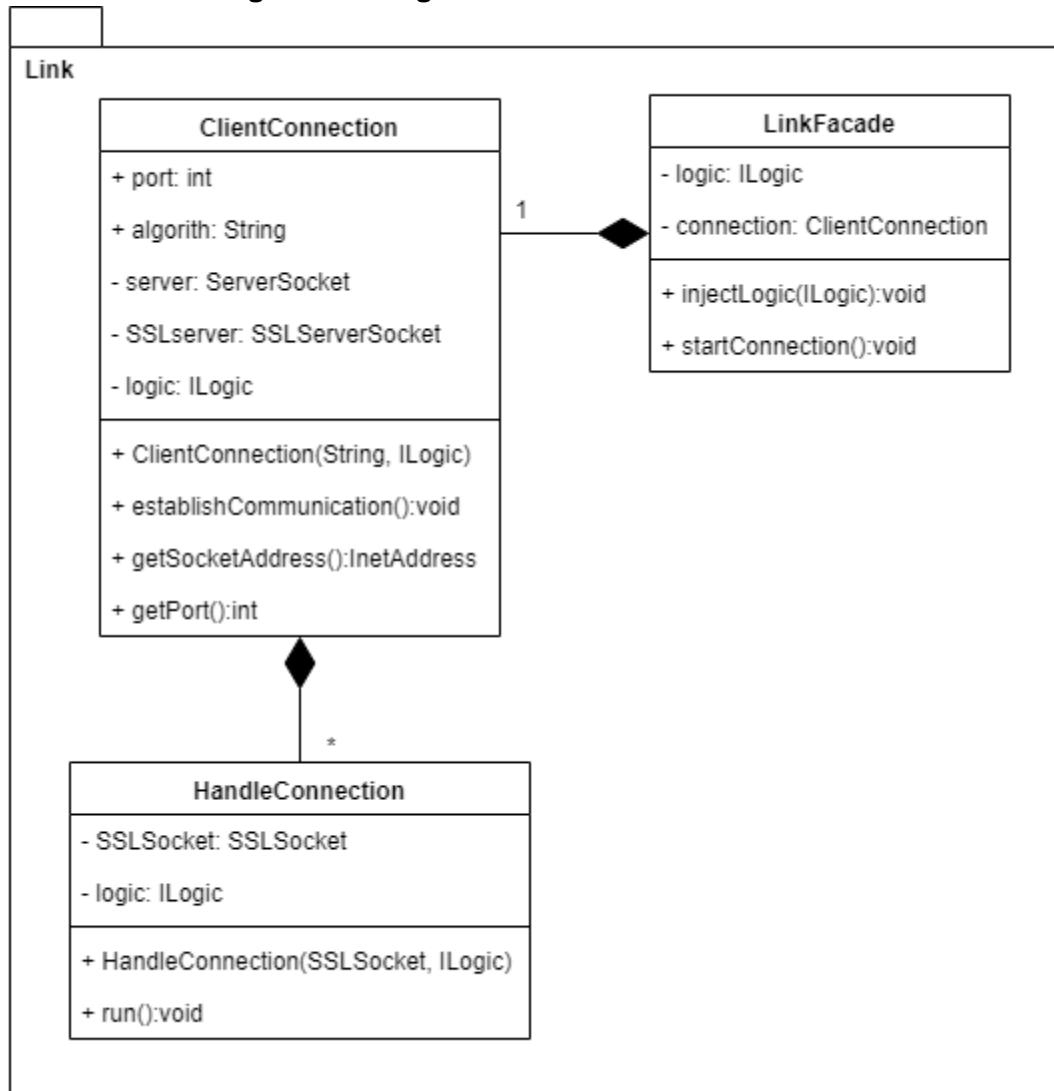 Link
ClientConnection
+ port: int
+ algorith: String
- server: ServerSocket
- SSLserver: SSLServerSocket
- logic: ILogic
+ ClientConnection(String, ILogic)
+ establishCommunication():void
+ getSocketAddress():InetAddress
+ getPort():int
1
LinkFacade
- logic: ILogic
- connection: ClientConnection
+ injectLogic(ILogic):void
+ startConnection():void
*
HandleConnection
- SSLSocket: SSLSocket
- logic: ILogic
+ HandleConnection(SSLSocket, ILogic)
+ run():void